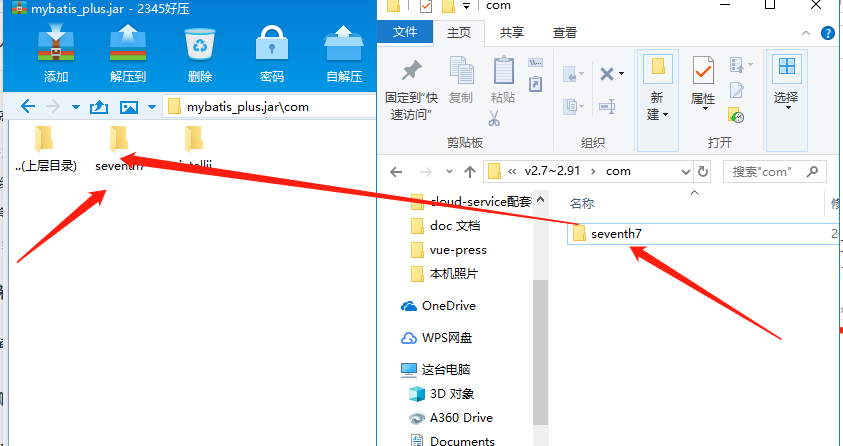 mybatis_plus.jar - 2345好压
添加
解压到
删除
密码
自解压
mybatis_plus.jar\com
..(上层目录)
seventh7
com
文件
主页
共享
查看
固定到“快
速访问”
复制
粘贴
剪贴板
组织
新
建
属性
打开
选择
« v2.7~2.91 › com
搜索"com"
cloud-service配套
doc 文档
vue-press
本机照片
OneDrive
WPS网盘
这台电脑
3D 对象
A360 Drive
Documents
名称
seventh7